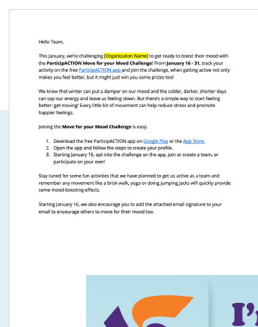 Hello Team,
This January, we're challenging [Organization Name] to get ready to boost their mood with
the ParticipACTION Move for your Mood Challenge! From January 16 - 31, track your
activity on the free ParticipACTION app and join the challenge, when getting active not only
makes you feel better, but it might just win you some prizes too!
We know that winter can put a damper on our mood and the colder, darker, shorter days
can sap our energy and leave us feeling down. But there's a simple way to start feeling
better: get moving! Every little bit of movement can help reduce stress and promote
happier feelings.
Joining the Move for your Mood Challenge is easy:
1. Download the free ParticipACTION app on Google Play or the App Store.
2. Open the app and follow the steps to create your profile.
3. Starting January 16, opt into the challenge on the app, join or create a team, or
participate on your own!
Stay tuned for some fun activities that we have planned to get us active as a team and
remember any movement like a brisk walk, yoga or doing jumping jacks will quickly provide
some mood-boosting effects.
Starting January 16, we also encourage you to add the attached email signature to your
email to encourage others to move for their mood too.
I'm